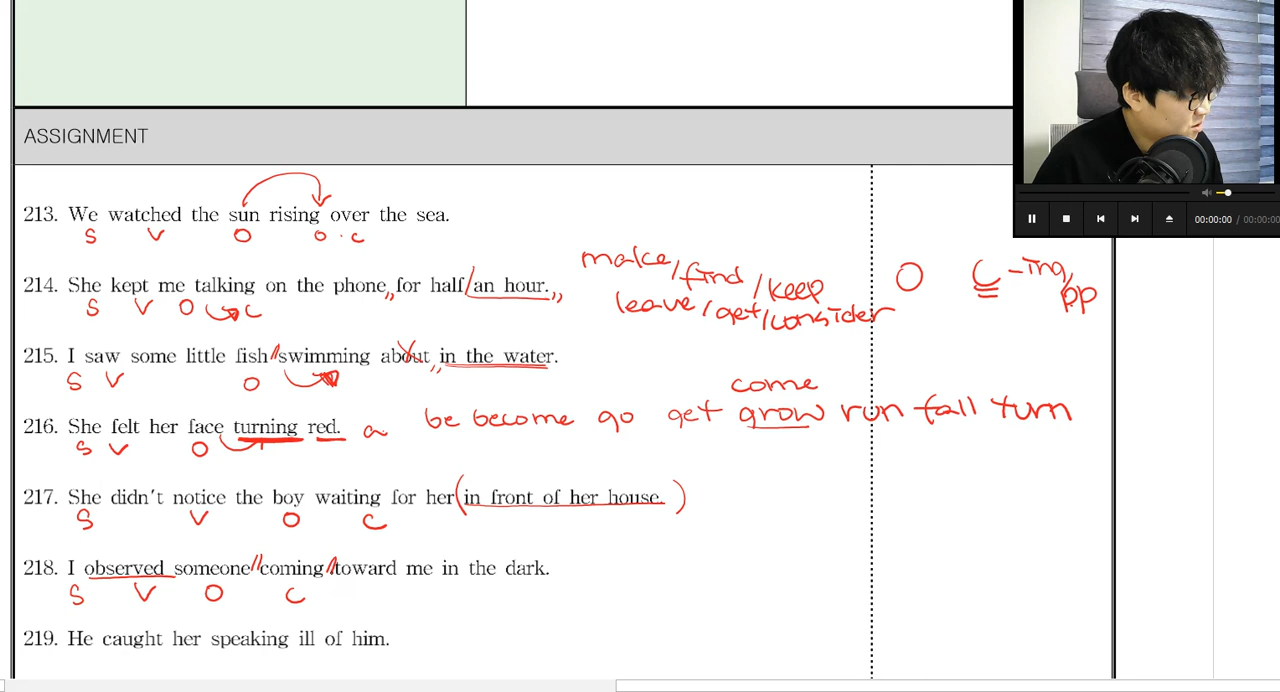 ASSIGNMENT
213. We watched the sun rising over the sea.
S V O O.C
214. She kept me talking on the phone,, for half/an hour.,,
S V O C
make/find/keep
leave/get/consider
O C -ing, pp
215. I saw some little fish//swimming about,, in the water.
S V O
come
216. She felt her face turning red. a be become go get grow run fall turn
S V O
217. She didn't notice the boy waiting for her (in front of her house.)
S V O C
218. I observed someone//coming//toward me in the dark.
S V O C
219. He caught her speaking ill of him.
00:00:00 / 00:00:00